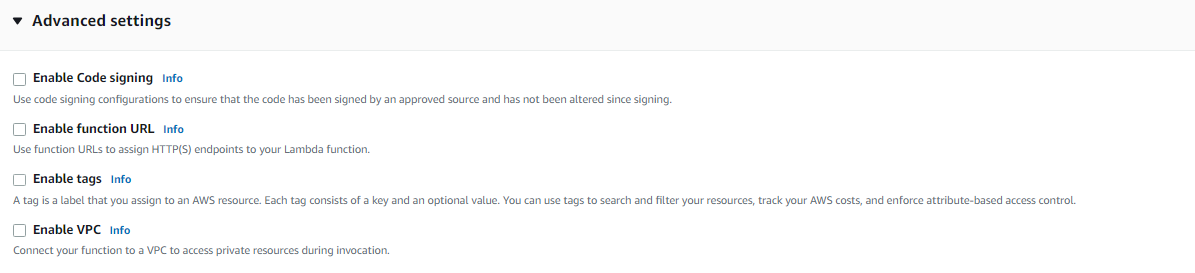 Advanced settings
Enable Code signing Info
Use code signing configurations to ensure that the code has been signed by an approved source and has not been altered since signing.
Enable function URL Info
Use function URLs to assign HTTP(S) endpoints to your Lambda function.
Enable tags Info
A tag is a label that you assign to an AWS resource. Each tag consists of a key and an optional value. You can use tags to search and filter your resources, track your AWS costs, and enforce attribute-based access control.
Enable VPC Info
Connect your function to a VPC to access private resources during invocation.